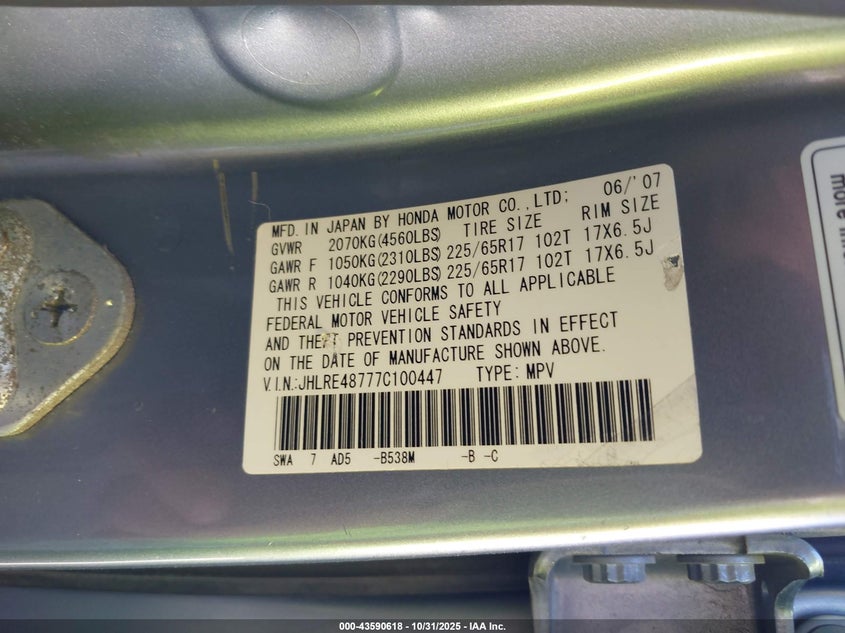 MFD. IN JAPAN BY HONDA MOTOR CO.,LTD; 06/'07
GVWR 2070KG(4560LBS) TIRE SIZE RIM SIZE
GAWR F 1050KG(2310LBS) 225/65R17 102T 17X6.5J
GAWR R 1040KG(2290LBS) 225/65R17 102T 17X6.5J
THIS VEHICLE CONFORMS TO ALL APPLICABLE
FEDERAL MOTOR VEHICLE SAFETY
AND THEFT PREVENTION STANDARDS IN EFFECT
ON THE DATE OF MANUFACTURE SHOWN ABOVE.
V.I.N.:JHLRE48777C100447 TYPE: MPV
SWA 7 AD5 -B538M -B -C
more
000-43590618 - 10/31/2025 - IAA Inc.